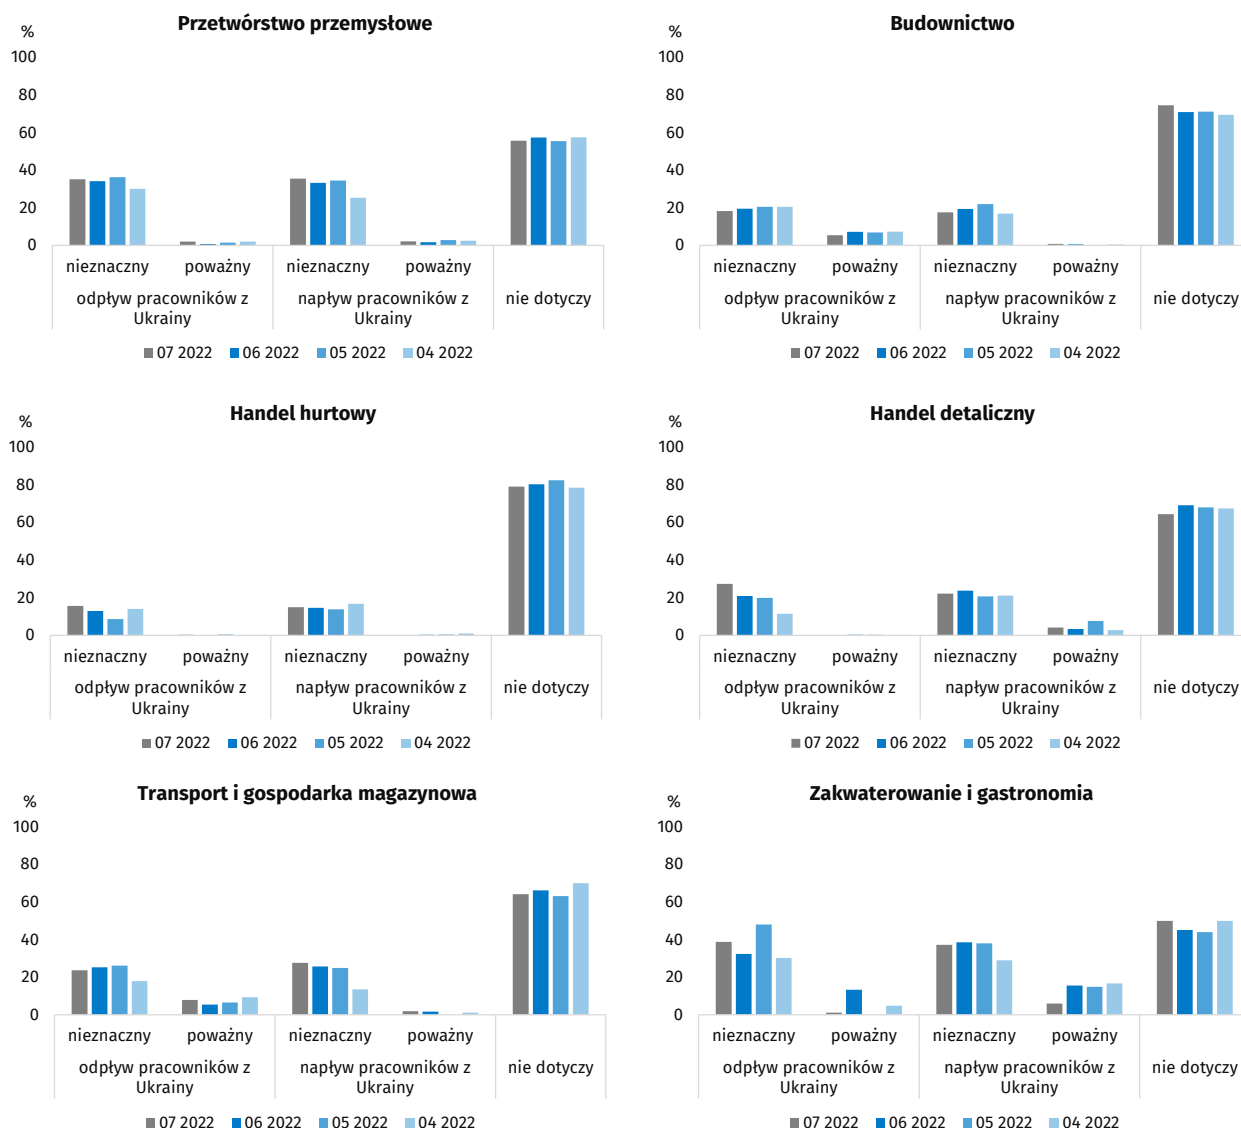 Przetwórstwo przemysłowe
%
100
80
60
40
20
0
nieznaczny poważny nieznaczny poważny
odpływ pracowników z napływ pracowników z nie dotyczy
Ukrainy Ukrainy
07 2022 06 2022 05 2022 04 2022
Budownictwo
%
100
80
60
40
20
0
nieznaczny poważny nieznaczny poważny
odpływ pracowników z napływ pracowników z nie dotyczy
Ukrainy Ukrainy
07 2022 06 2022 05 2022 04 2022
Handel hurtowy
%
100
80
60
40
20
0
nieznaczny poważny nieznaczny poważny
odpływ pracowników z napływ pracowników z nie dotyczy
Ukrainy Ukrainy
07 2022 06 2022 05 2022 04 2022
Handel detaliczny
%
100
80
60
40
20
0
nieznaczny poważny nieznaczny poważny
odpływ pracowników z napływ pracowników z nie dotyczy
Ukrainy Ukrainy
07 2022 06 2022 05 2022 04 2022
Transport i gospodarka magazynowa
%
100
80
60
40
20
0
nieznaczny poważny nieznaczny poważny
odpływ pracowników z napływ pracowników z nie dotyczy
Ukrainy Ukrainy
07 2022 06 2022 05 2022 04 2022
Zakwaterowanie i gastronomia
%
100
80
60
40
20
0
nieznaczny poważny nieznaczny poważny
odpływ pracowników z napływ pracowników z nie dotyczy
Ukrainy Ukrainy
07 2022 06 2022 05 2022 04 2022